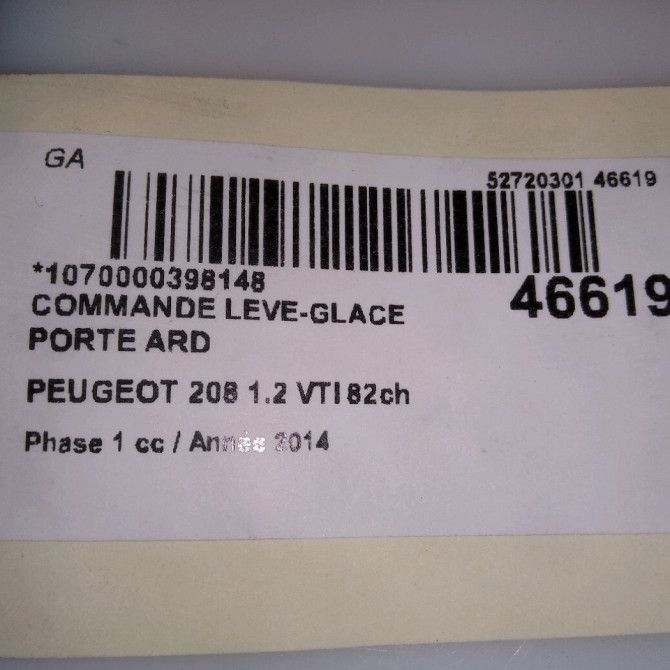 GA
52720301 46619
*1070000398148
46619
COMMANDE LEVE-GLACE
PORTE ARD
PEUGEOT 208 1.2 VTI 82ch
Phase 1 cc / Année 2014